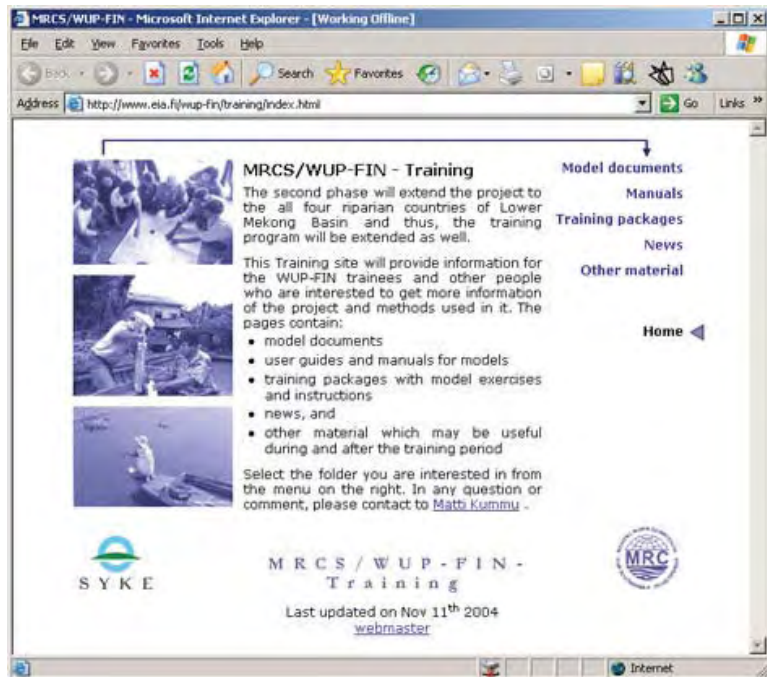 MRCS/WUP-FIN - Microsoft Internet Explorer - [Working Offline]
File Edit View Favorites Tools Help
Back Search Favorites
Address http://www.eia.fi/wup-fin/training/index.html Go Links »
MRCS/WUP-FIN - Training
The second phase will extend the project to
the all four riparian countries of Lower
Mekong Basin and thus, the training
program will be extended as well.
This Training site will provide information for
the WUP-FIN trainees and other people
who are interested to get more information
of the project and methods used in it. The
pages contain:
• model documents
• user guides and manuals for models
• training packages with model exercises
and instructions
• news, and
• other material which may be useful
during and after the training period
Select the folder you are interested in from
the menu on the right. In any question or
comment, please contact to Matti Kummu .
Model documents
Manuals
Training packages
News
Other material
Home
SYKE
MRCS/WUP-FIN-
Training
MRC
Last updated on Nov 11th 2004
webmaster
Internet